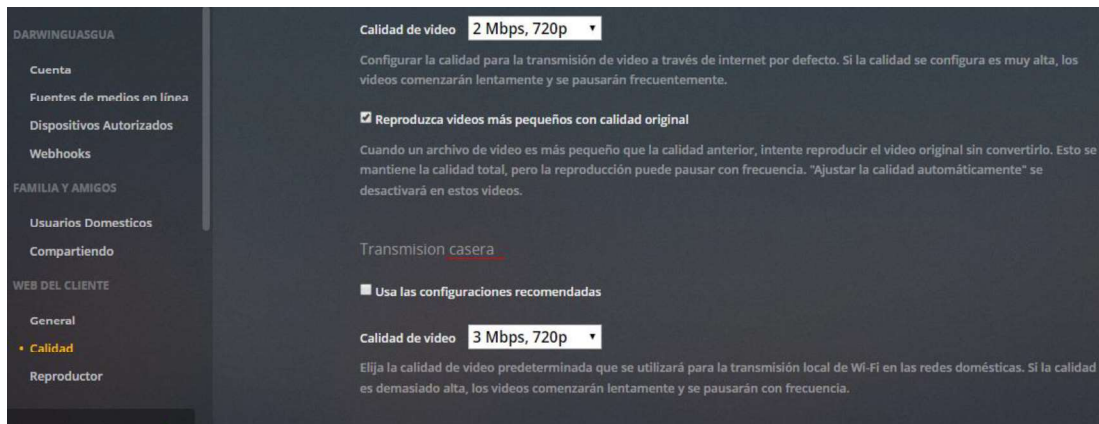 DARWINGUASGUA
Cuenta
Fuentes de medios en línea
Dispositivos Autorizados
Webhooks
FAMILIA Y AMIGOS
Usuarios Domesticos
Compartiendo
WEB DEL CLIENTE
General
• Calidad
Reproductor
Calidad de video 2 Mbps, 720p
Configurar la calidad para la transmisión de video a través de internet por defecto. Si la calidad se configura es muy alta, los
videos comenzarán lentamente y se pausarán frecuentemente.
Reproduzca videos más pequeños con calidad original
Cuando un archivo de video es más pequeño que la calidad anterior, intente reproducir el video original sin convertirlo. Esto se
mantiene la calidad total, pero la reproducción puede pausar con frecuencia. "Ajustar la calidad automáticamente" se
desactivará en estos videos.
Transmision casera
Usa las configuraciones recomendadas
Calidad de video 3 Mbps, 720p
Elija la calidad de video predeterminada que se utilizará para la transmisión local de Wi-Fi en las redes domésticas. Si la calidad
es demasiado alta, los videos comenzarán lentamente y se pausarán con frecuencia.